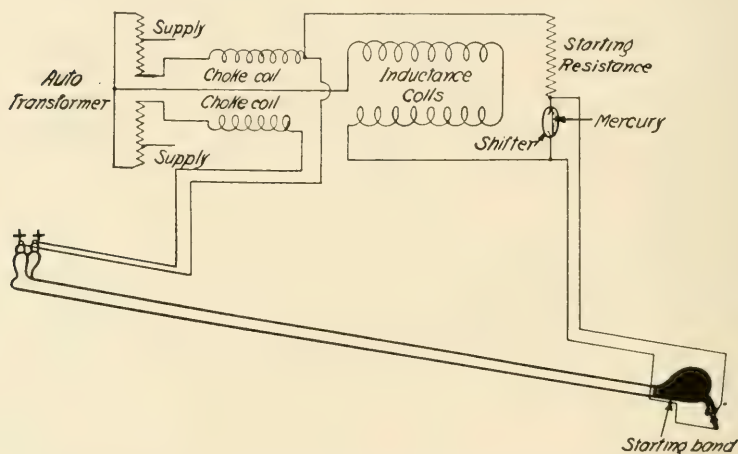 Supply
Auto
Transformer
Choke coil
Choke coil
Supply
Inductance
Coils
Starting
Resistance
Mercury
Shifter
+ +
Starting band